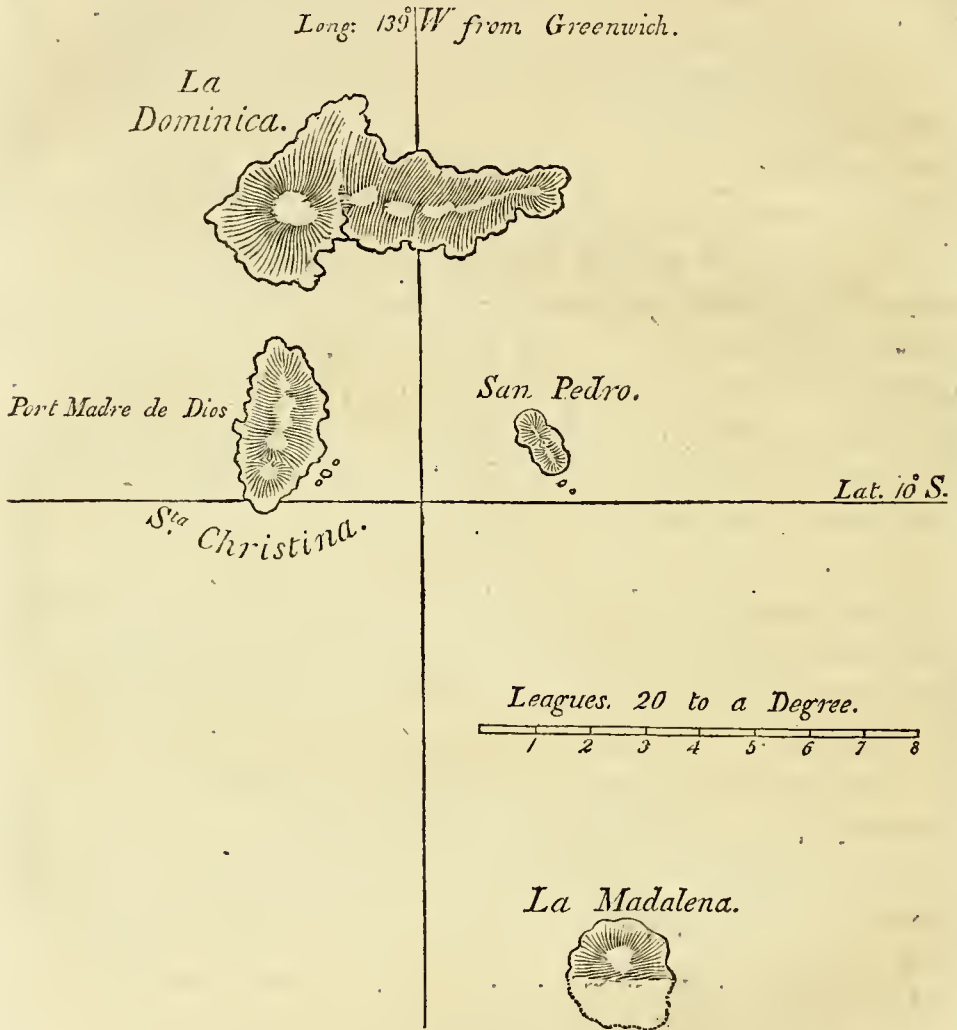 Long: 139° W from Greenwich.
La
Dominica.
Port Madre de Dios
San Pedro.
Lat. 10° S.
S.ta Christina.
Leagues. 20 to a Degree.
1 2 3 4 5 6 7 8
La Madalena.